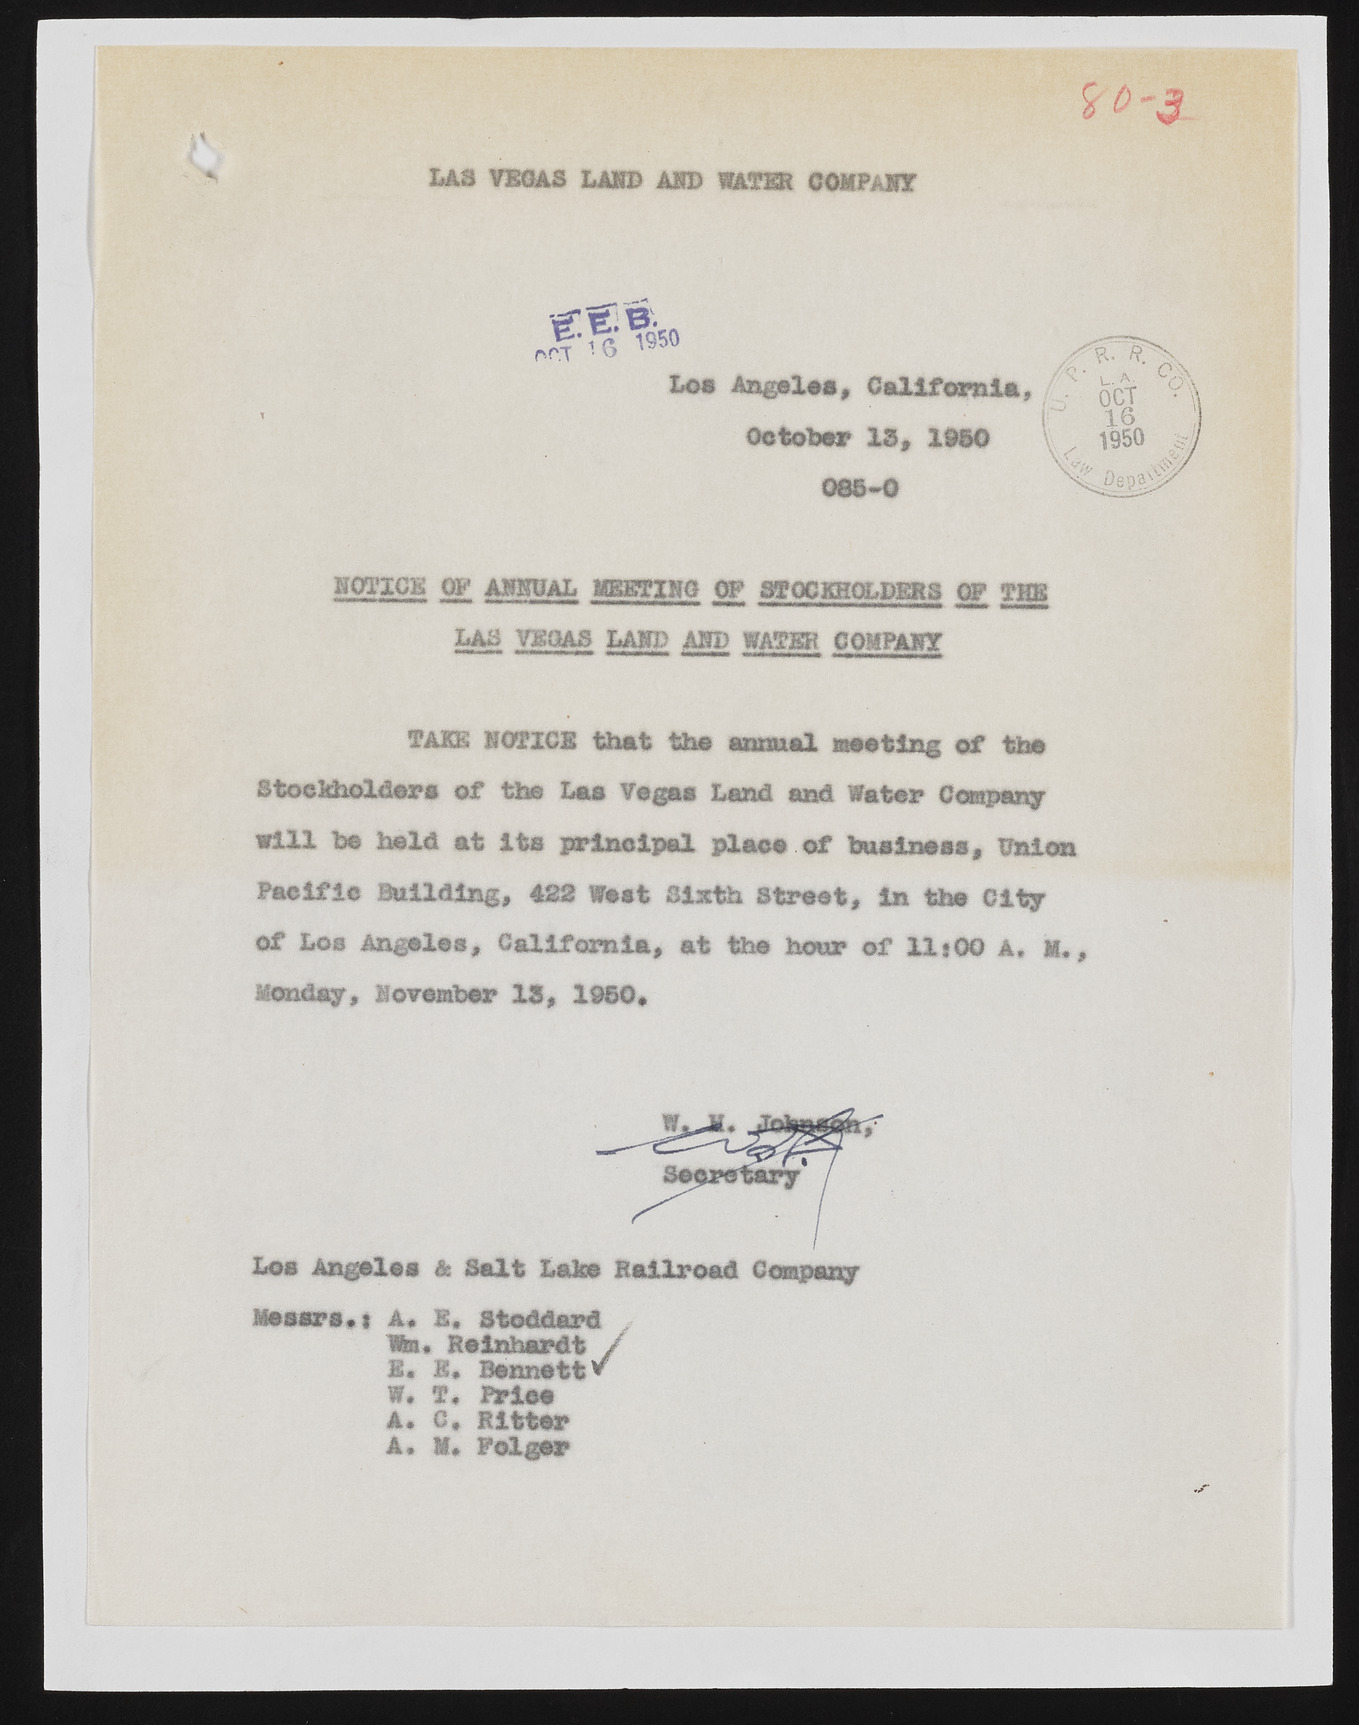 80-3
LAS VEGAS LAND AND WATER COMPANY
E. E. B.
OCT 16 1950
Los Angeles, California,
October 13, 1950
085-0
U. P. R. R. CO.
L. A.
OCT
16
1950
Law Department
NOTICE OF ANNUAL MEETING OF STOCKHOLDERS OF THE
LAS VEGAS LAND AND WATER COMPANY
TAKE NOTICE that the annual meeting of the
Stockholders of the Las Vegas Land and Water Company
will be held at its principal place of business, Union
Pacific Building, 422 West Sixth Street, in the City
of Los Angeles, California, at the hour of 11:00 A. M.,
Monday, November 13, 1950.
W. H. Johnson,
Secretary
Los Angeles & Salt Lake Railroad Company
Messrs.: A. E. Stoddard
Wm. Reinhardt
E. E. Bennett ✓
W. T. Price
A. C. Ritter
A. M. Folger